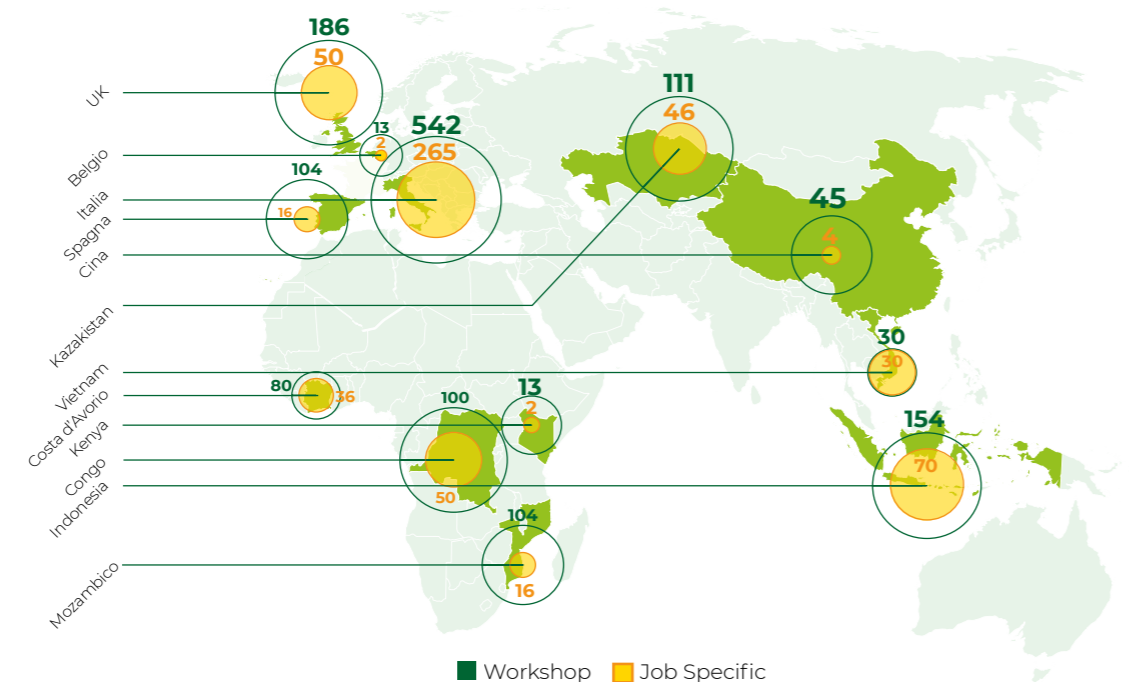 186
50
UK
111
46
13
2
542
265
Belgio
104
16
Italia
Spagna
45
4
Cina
Kazakistan
30
30
Vietnam
80
36
Costa d'Avorio
13
2
Kenya
100
50
Congo
154
70
Indonesia
104
16
Mozambico
Workshop
Job Specific